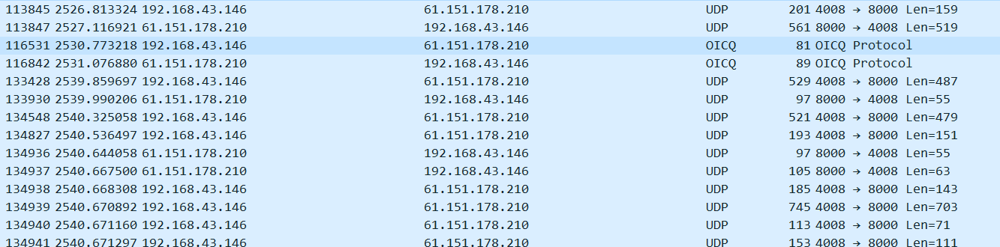 113845 2526.813324 192.168.43.146 61.151.178.210 UDP 201 4008 → 8000 Len=159
113847 2527.116921 61.151.178.210 192.168.43.146 UDP 561 8000 → 4008 Len=519
116531 2530.773218 192.168.43.146 61.151.178.210 OICQ 81 OICQ Protocol
116842 2531.076880 61.151.178.210 192.168.43.146 OICQ 89 OICQ Protocol
133428 2539.859697 192.168.43.146 61.151.178.210 UDP 529 4008 → 8000 Len=487
133930 2539.990206 61.151.178.210 192.168.43.146 UDP 97 8000 → 4008 Len=55
134548 2540.325058 192.168.43.146 61.151.178.210 UDP 521 4008 → 8000 Len=479
134827 2540.536497 192.168.43.146 61.151.178.210 UDP 193 4008 → 8000 Len=151
134936 2540.644058 61.151.178.210 192.168.43.146 UDP 97 8000 → 4008 Len=55
134937 2540.667500 61.151.178.210 192.168.43.146 UDP 105 8000 → 4008 Len=63
134938 2540.668308 192.168.43.146 61.151.178.210 UDP 185 4008 → 8000 Len=143
134939 2540.670892 192.168.43.146 61.151.178.210 UDP 745 4008 → 8000 Len=703
134940 2540.671160 192.168.43.146 61.151.178.210 UDP 113 4008 → 8000 Len=71
134941 2540.671297 192.168.43.146 61.151.178.210 UDP 153 4008 → 8000 Len=111